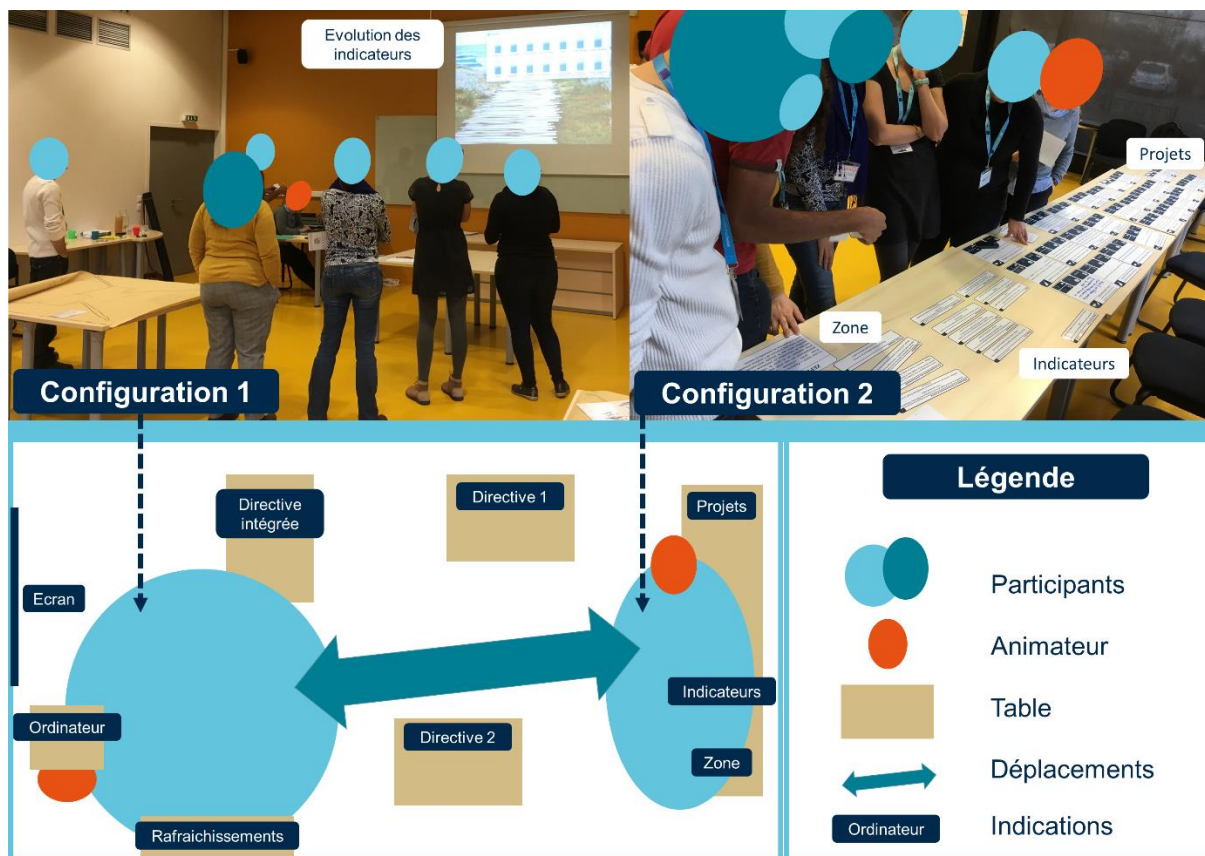 Evolution des
indicateurs
Projets
Zone
Indicateurs
Configuration 1
Configuration 2
Directive
intégrée
Directive 1
Projets
Ecran
Indicateurs
Ordinateur
Directive 2
Zone
Rafraichissements
Légende
Participants
Animateur
Table
Déplacements
Ordinateur
Indications